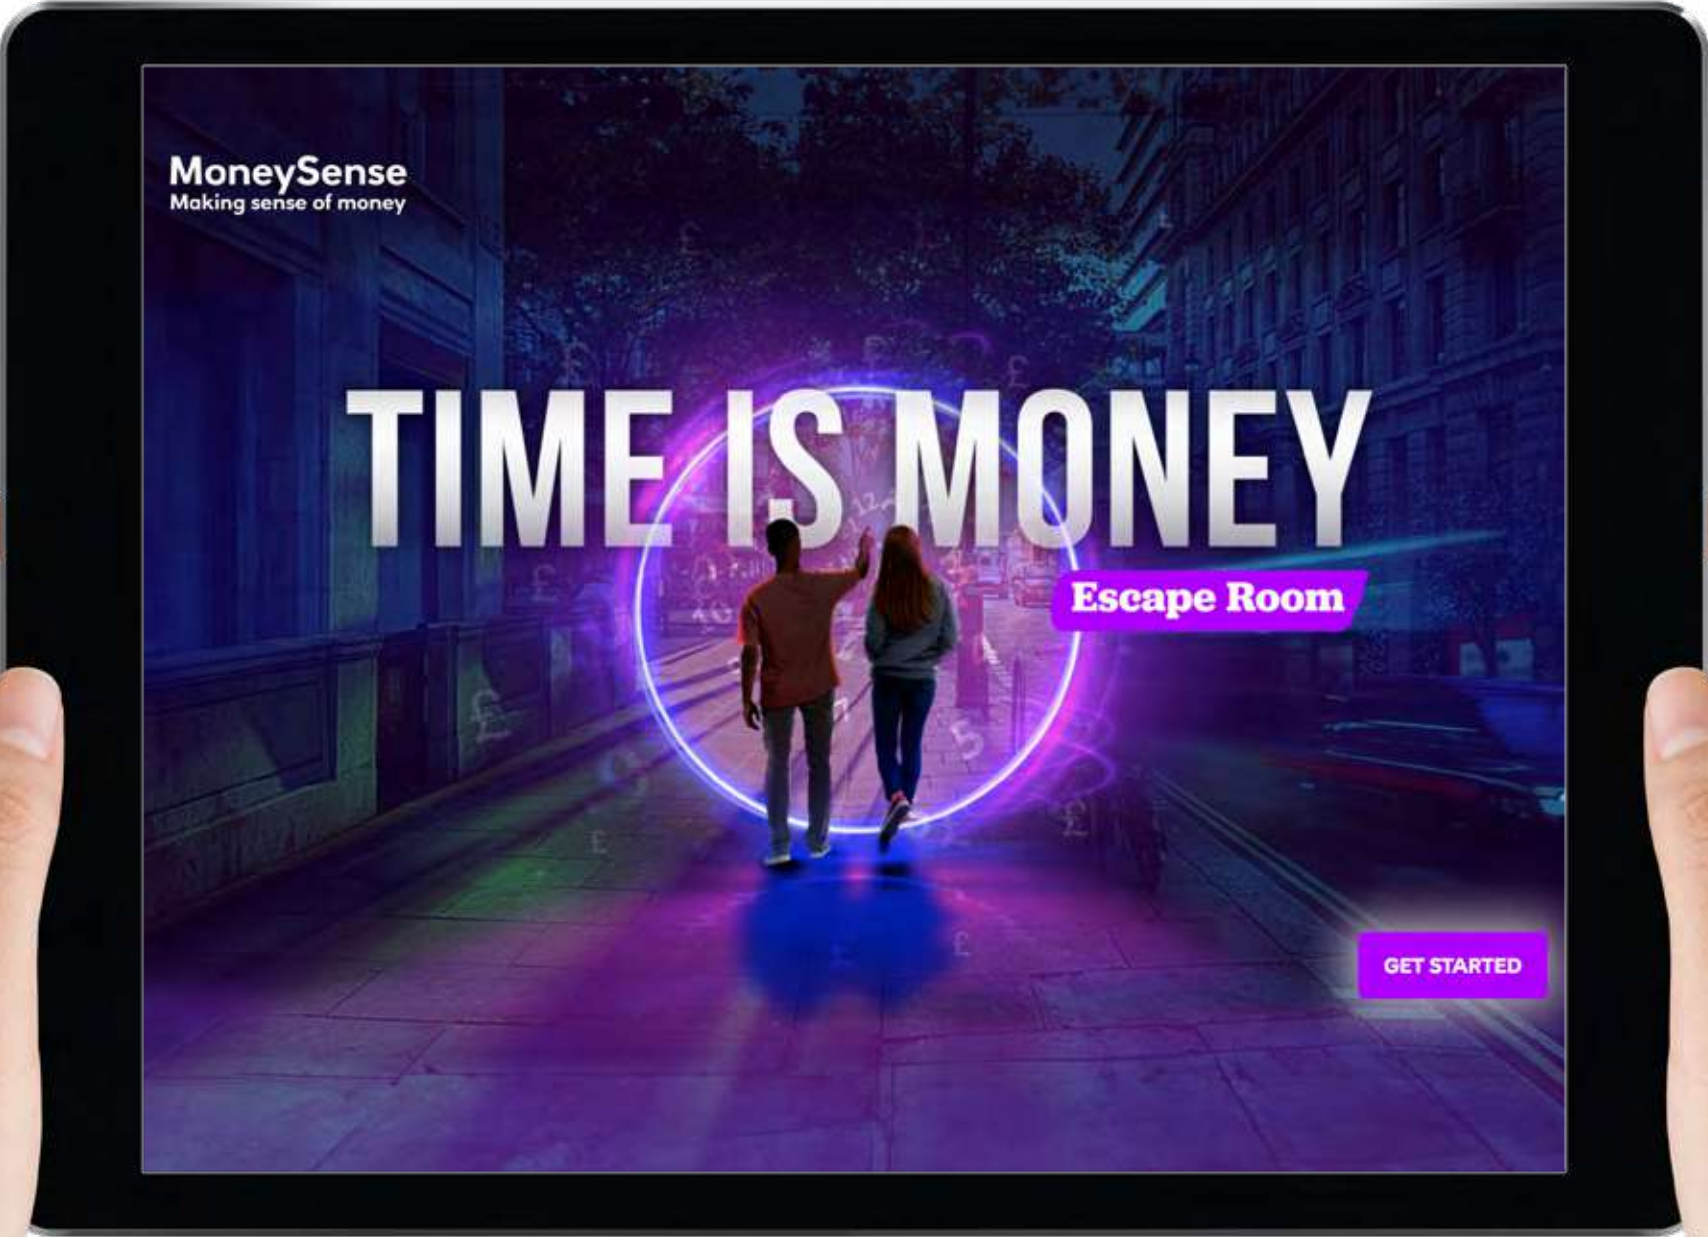 MoneySense
Making sense of money
TIME IS MONEY
Escape Room
GET STARTED